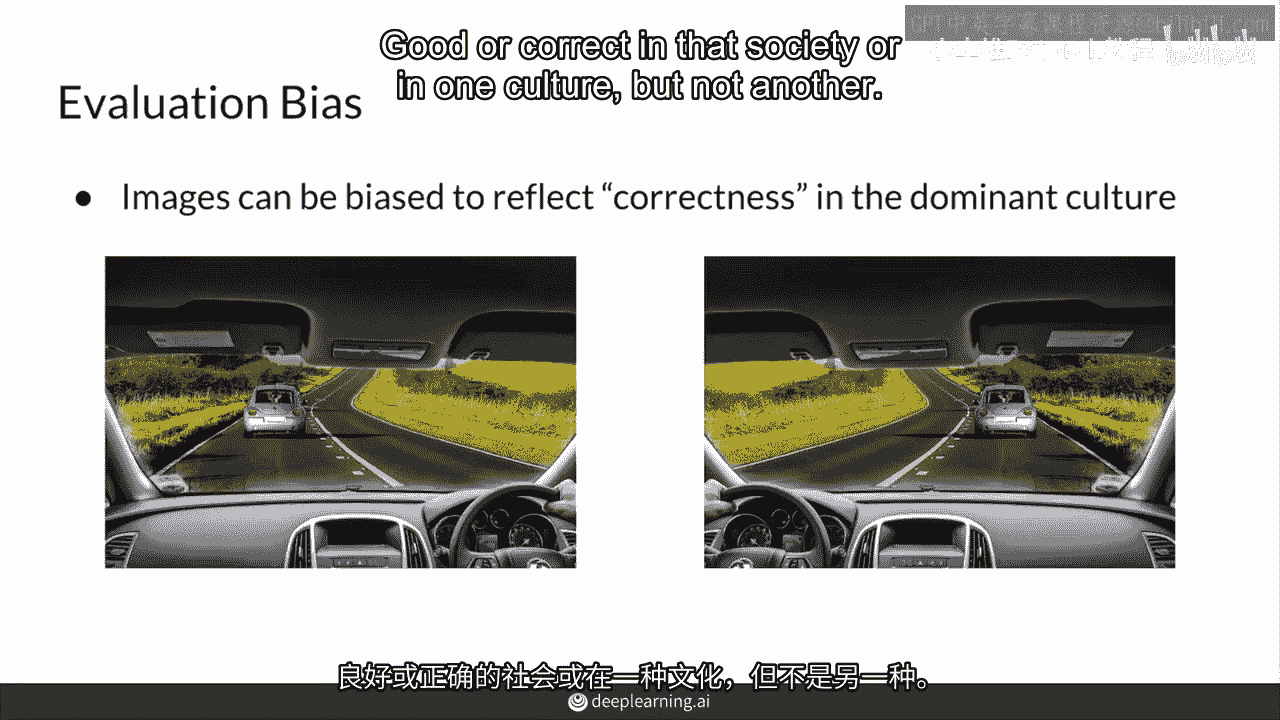 Good or correct in that society or
in one culture, but not another.
Evaluation Bias
● Images can be biased to reflect “correctness” in the dominant culture
良好或正确的社会或在一种文化，但不是另一种。
deeplearning.ai